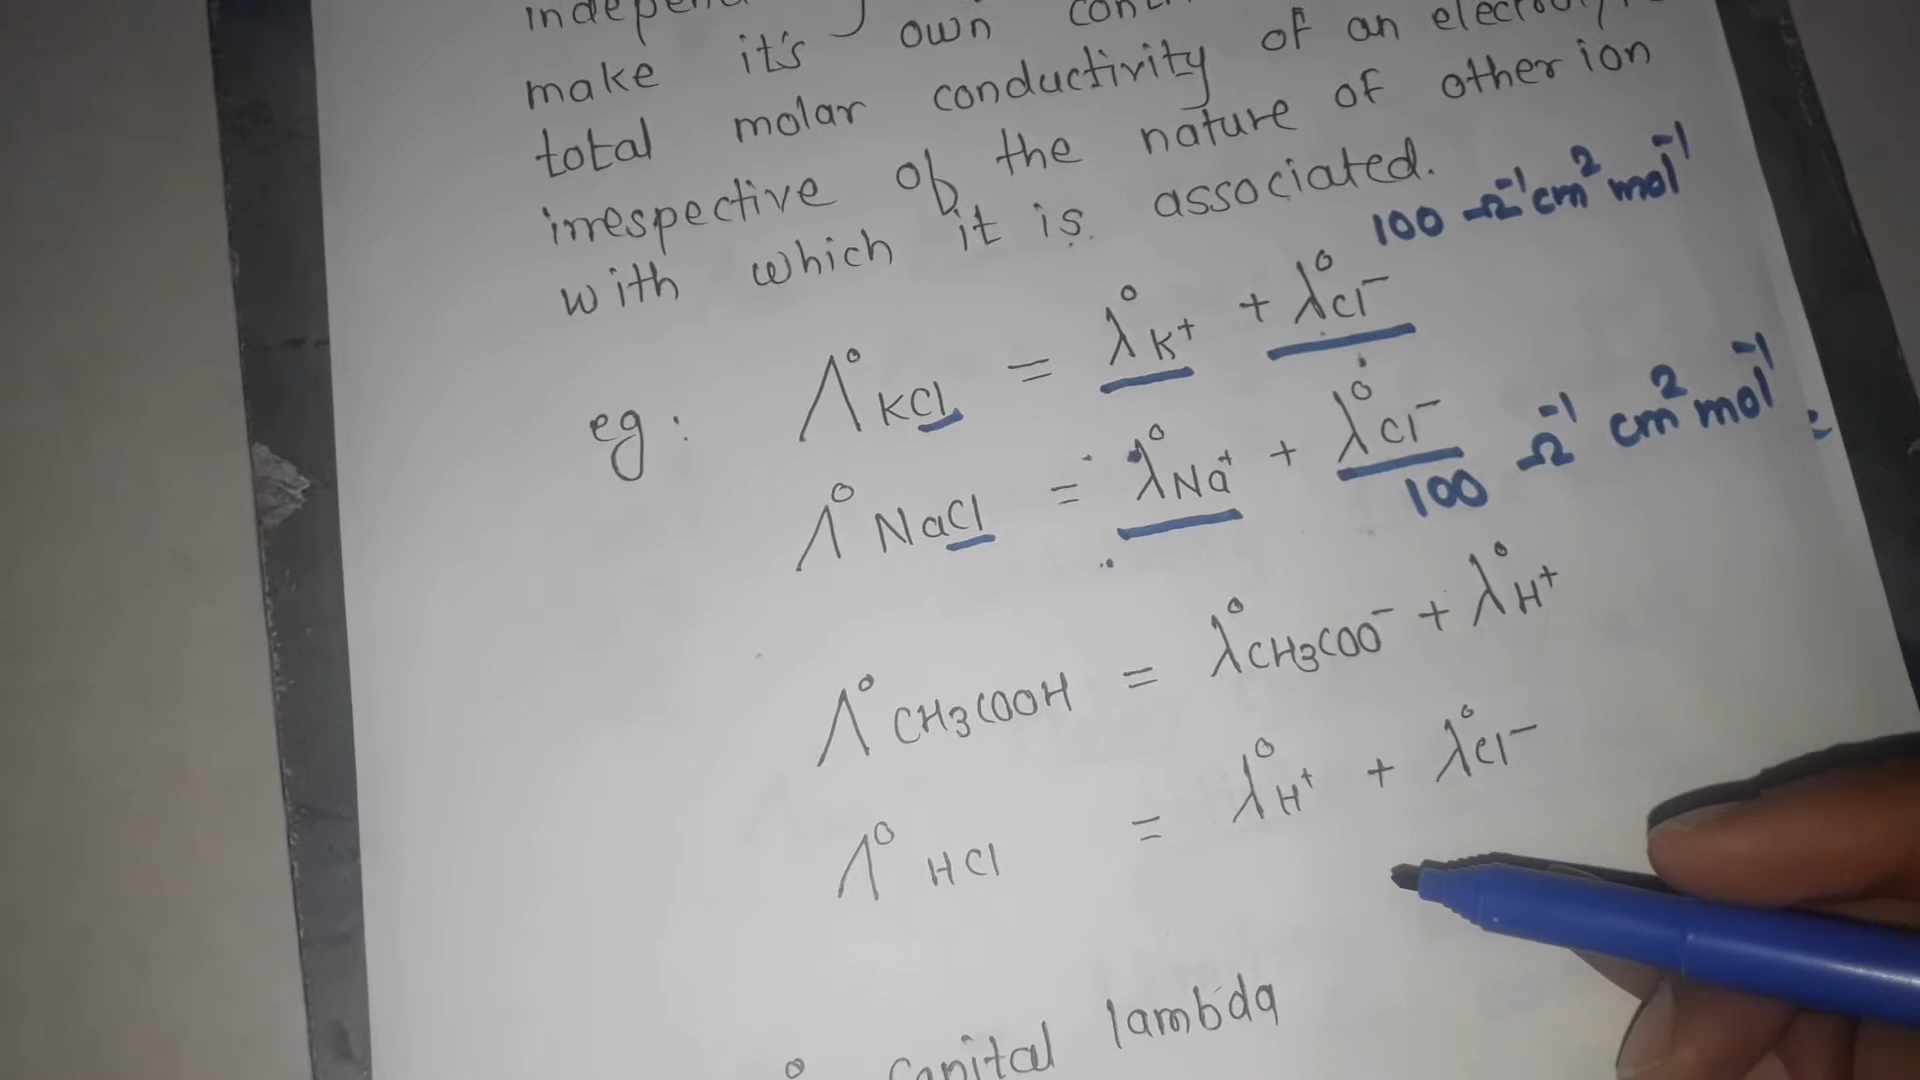 make it's own
total molar conductivity of an
irrespective of the nature of other ion
with which it is associated.
100 Ω⁻¹ cm² mol⁻¹
eg: Λ°KCl = λ°K⁺ + λ°Cl⁻
Λ°NaCl = λ°Na⁺ + λ°Cl⁻
100 Ω⁻¹ cm² mol⁻¹
Λ°CH3COOH = λ°CH3COO⁻ + λ°H⁺
Λ°HCl = λ°H⁺ + λ°Cl⁻
capital lambda